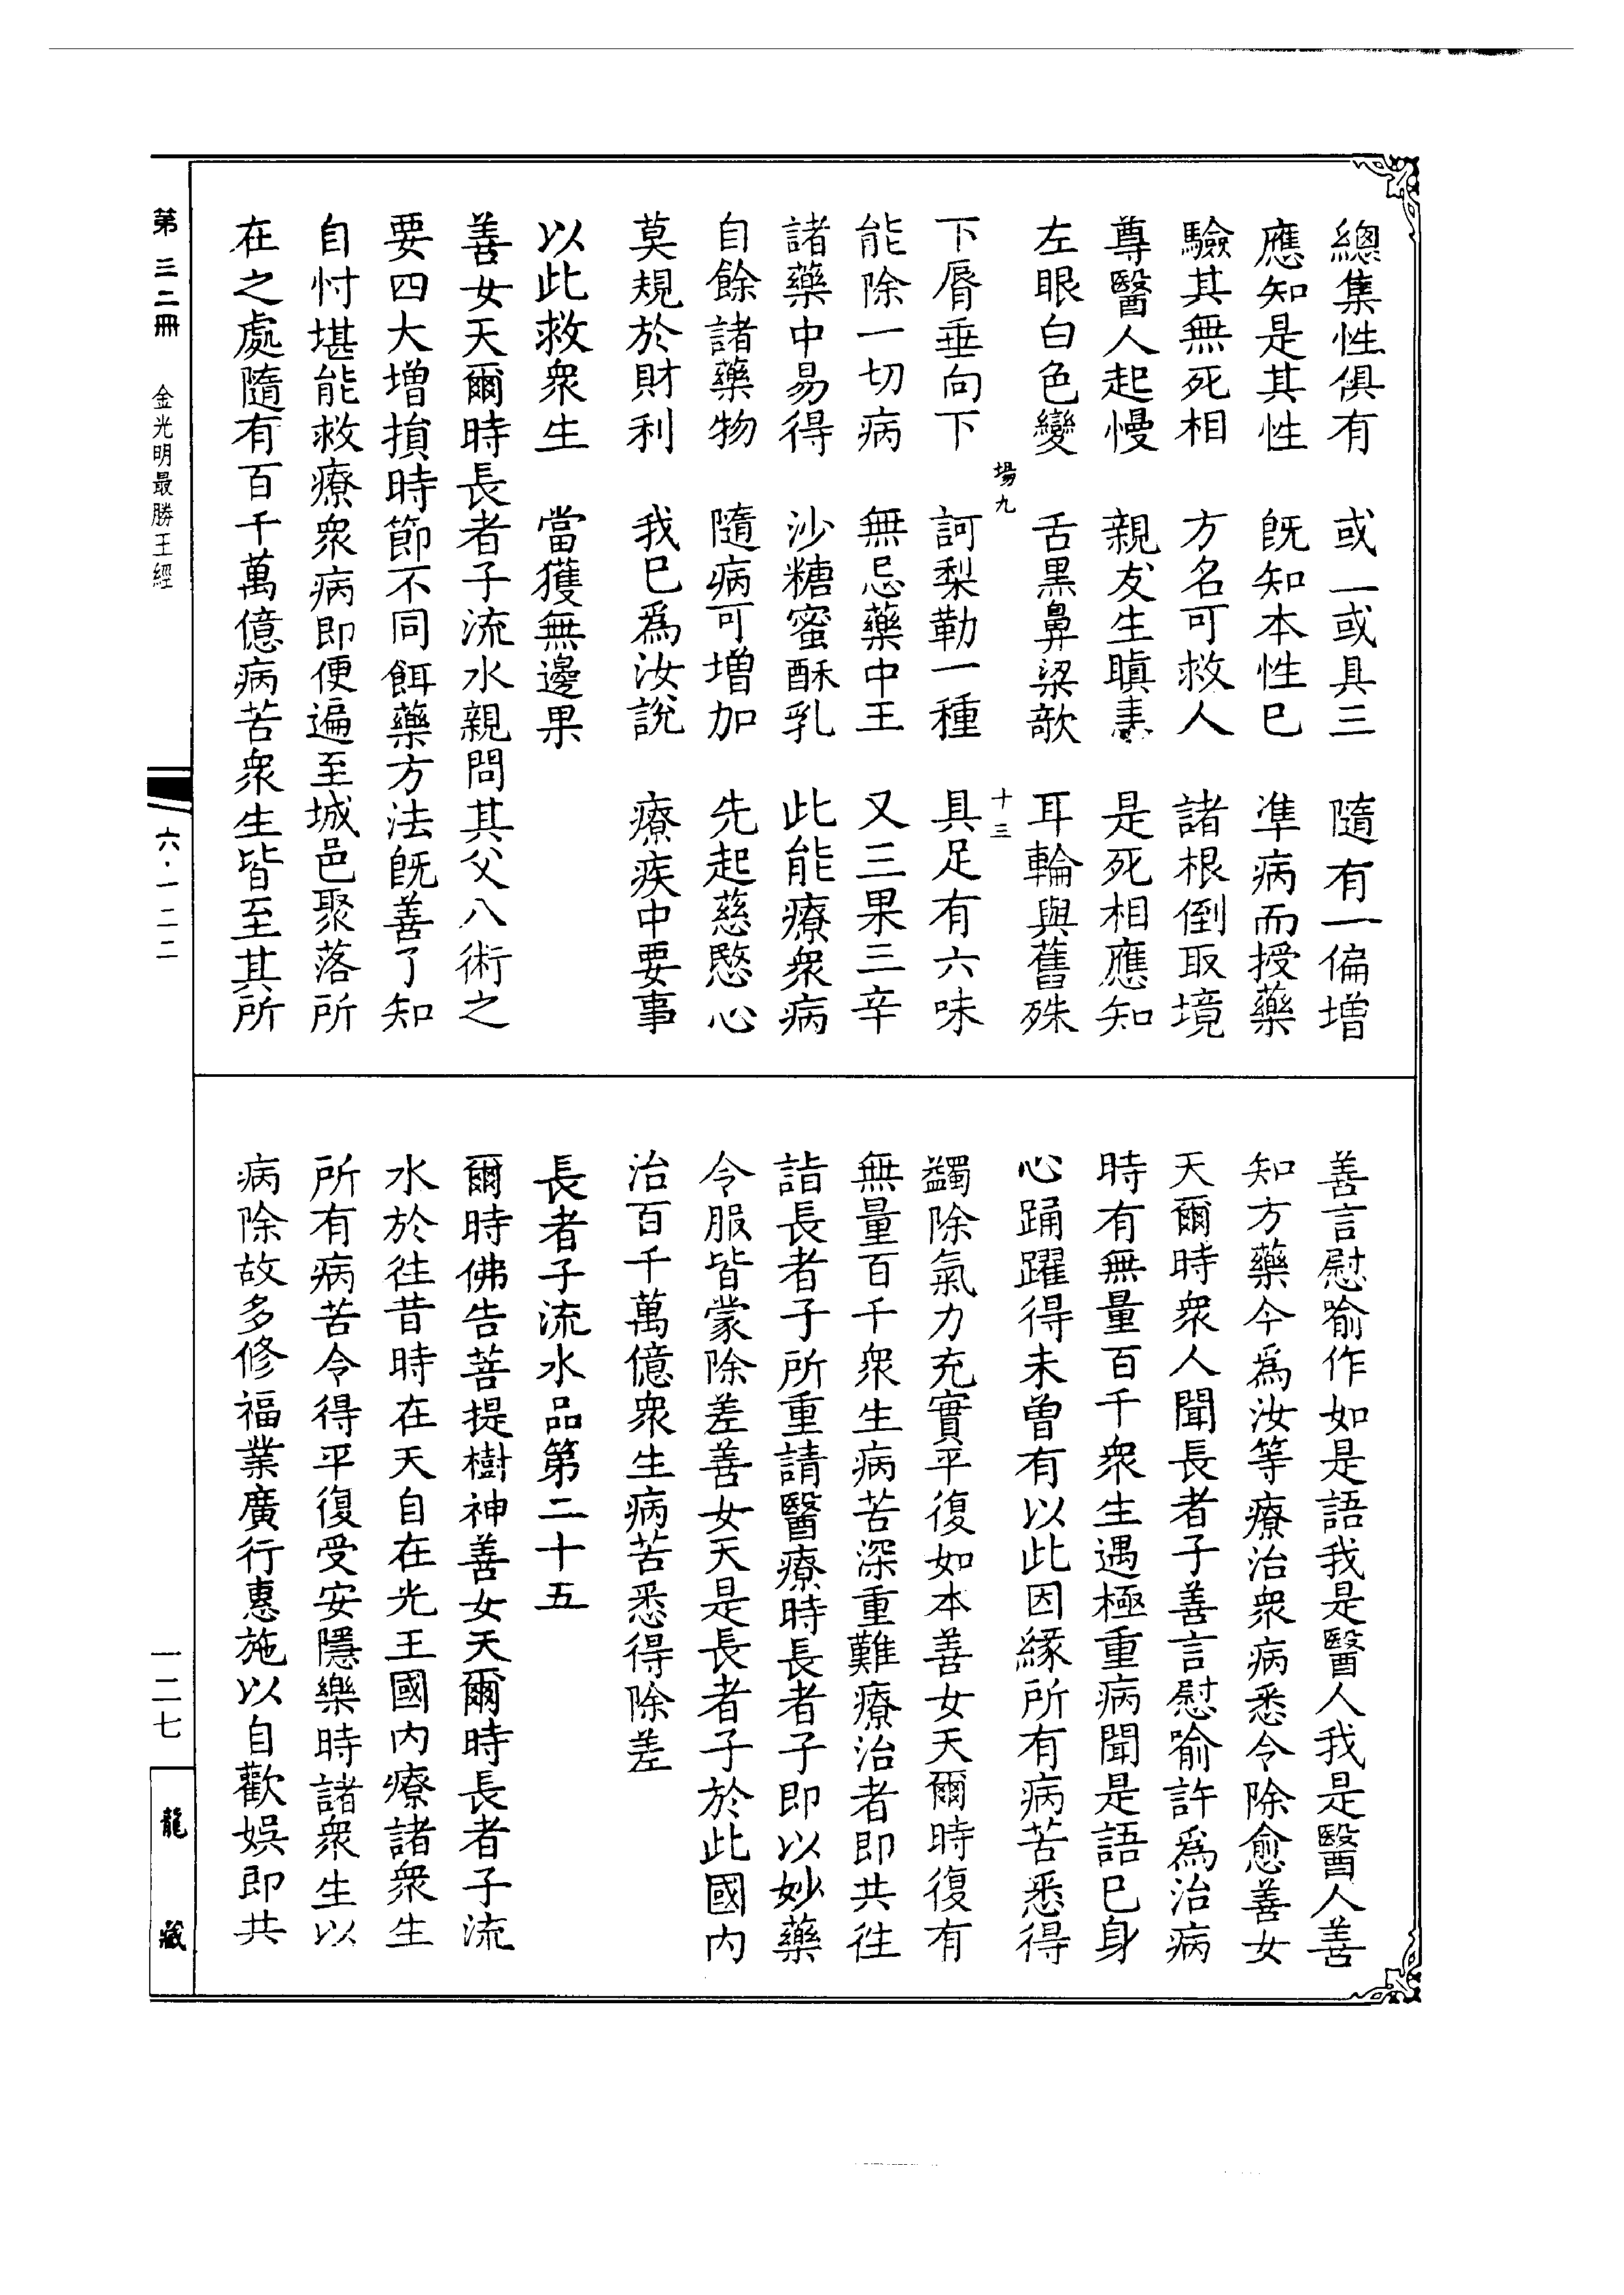 總集性俱有　或一或具三　隨有一偏增
應知是其性　既知本性已　準病而授藥
驗其無死相　方名可救人　諸根倒取境
尊醫人起慢　親友生瞋恚　是死相應知
左眼白色變　舌黑鼻梁欹　耳輪與舊殊
場九　十三
下脣垂向下　訶梨勒一種　具足有六味
能除一切病　無忌藥中王　又三果三辛
諸藥中易得　沙糖蜜酥乳　此能療衆病
自餘諸藥物　隨病可增加　先起慈愍心
莫規於財利　我已爲汝說　療疾中要事
以此救衆生　當獲無邊果
善女天爾時長者子流水親問其父八術之
要四大增損時節不同餌藥方法既善了知
自忖堪能救療衆病即便遍至城邑聚落所
在之處隨有百千萬億病苦衆生皆至其所
善言慰喻作如是語我是醫人我是醫人善
知方藥今爲汝等療治衆病悉令除愈善女
天爾時衆人聞長者子善言慰喻許爲治病
時有無量百千衆生遇極重病聞是語已身
心踊躍得未曾有以此因緣所有病苦悉得
蠲除氣力充實平復如本善女天爾時復有
無量百千衆生病苦深重難療治者即共往
詣長者子所重請醫療時長者子即以妙藥
令服皆蒙除差善女天是長者子於此國内
治百千萬億衆生病苦悉得除差
長者子流水品第二十五
爾時佛告菩提樹神善女天爾時長者子流
水於往昔時在天自在光王國内療諸衆生
所有病苦令得平復受安隱樂時諸衆生以
病除故多修福業廣行惠施以自歡娛即共
第三二冊　金光明最勝王經　六·一二二　一二七　龍藏